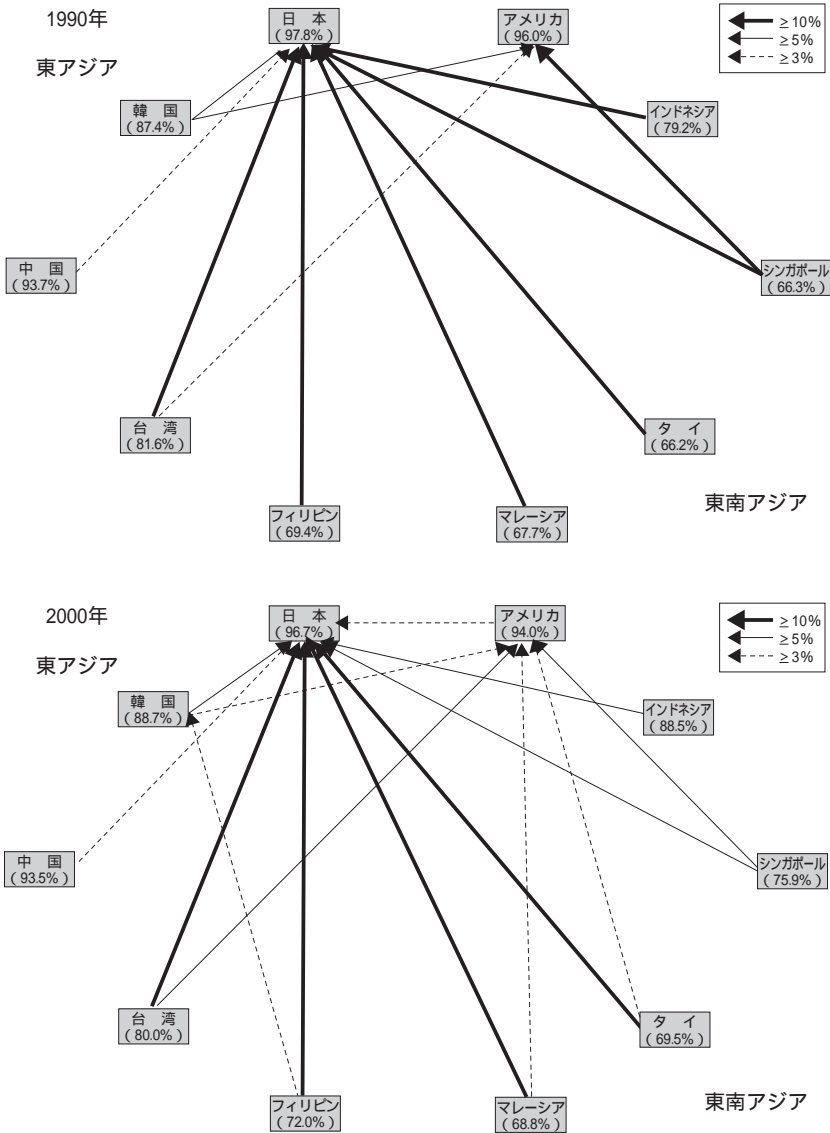 1990年
東アジア
日 本
( 97.8% )
アメリカ
( 96.0% )
≥10%
≥5%
≥3%
韓 国
( 87.4% )
インドネシア
( 79.2% )
中 国
( 93.7% )
シンガポール
( 66.3% )
台 湾
( 81.6% )
タ イ
( 66.2% )
フィリピン
( 69.4% )
マレーシア
( 67.7% )
東南アジア
2000年
東アジア
日 本
( 96.7% )
アメリカ
( 94.0% )
≥10%
≥5%
≥3%
韓 国
( 88.7% )
インドネシア
( 88.5% )
中 国
( 93.5% )
シンガポール
( 75.9% )
台 湾
( 80.0% )
タ イ
( 69.5% )
フィリピン
( 72.0% )
マレーシア
( 68.8% )
東南アジア